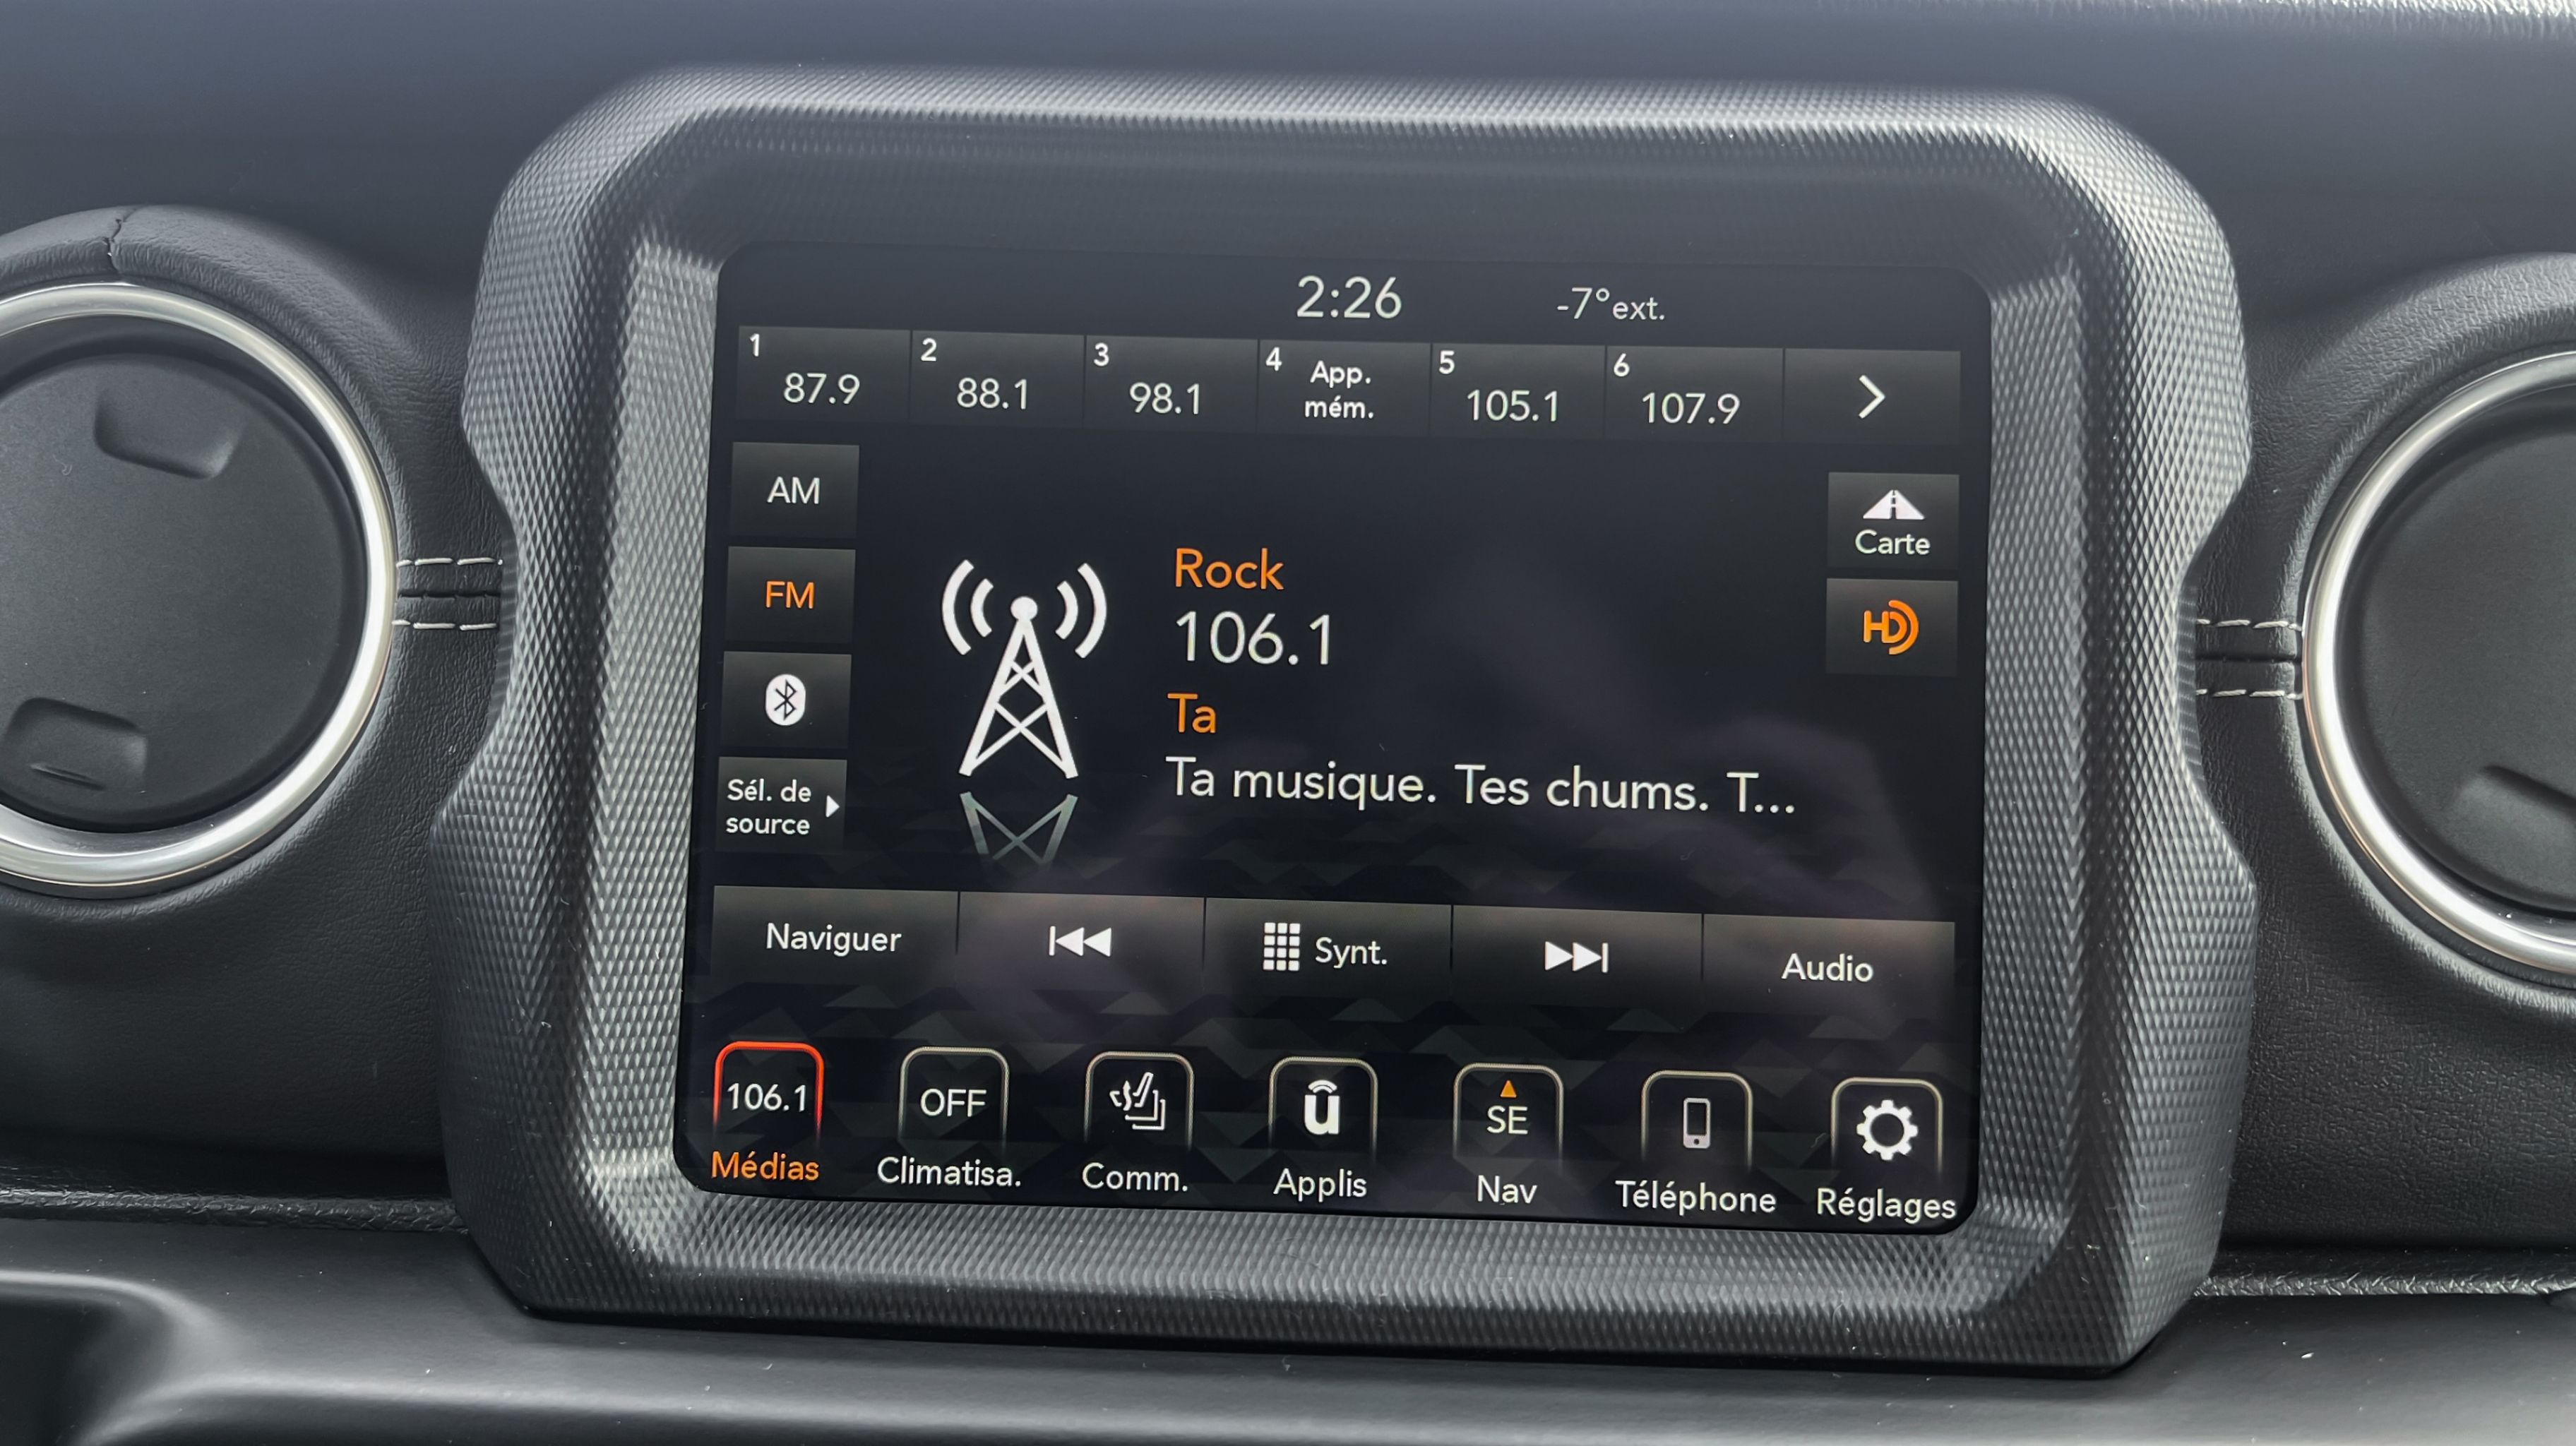 2:26 -7°ext.
1 87.9 2 88.1 3 98.1 4 App. mém. 5 105.1 6 107.9
AM
Carte
FM
HD
Rock
106.1
Ta
Ta musique. Tes chums. T...
Sél. de
source
Naviguer Synt. Audio
106.1 OFF u SE
Médias Climatisa. Comm. Applis Nav Téléphone Réglages